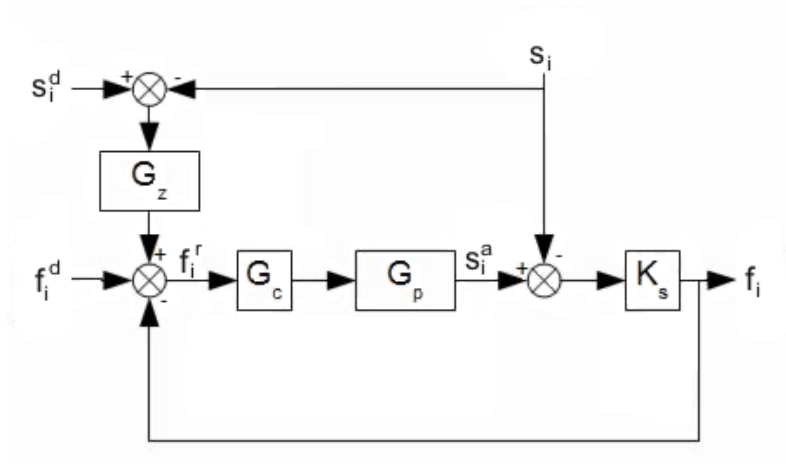 s_i
s_i^d + -
G_z
+
f_i^d f_i^r G_c G_p s_i^a + - K_s f_i
-